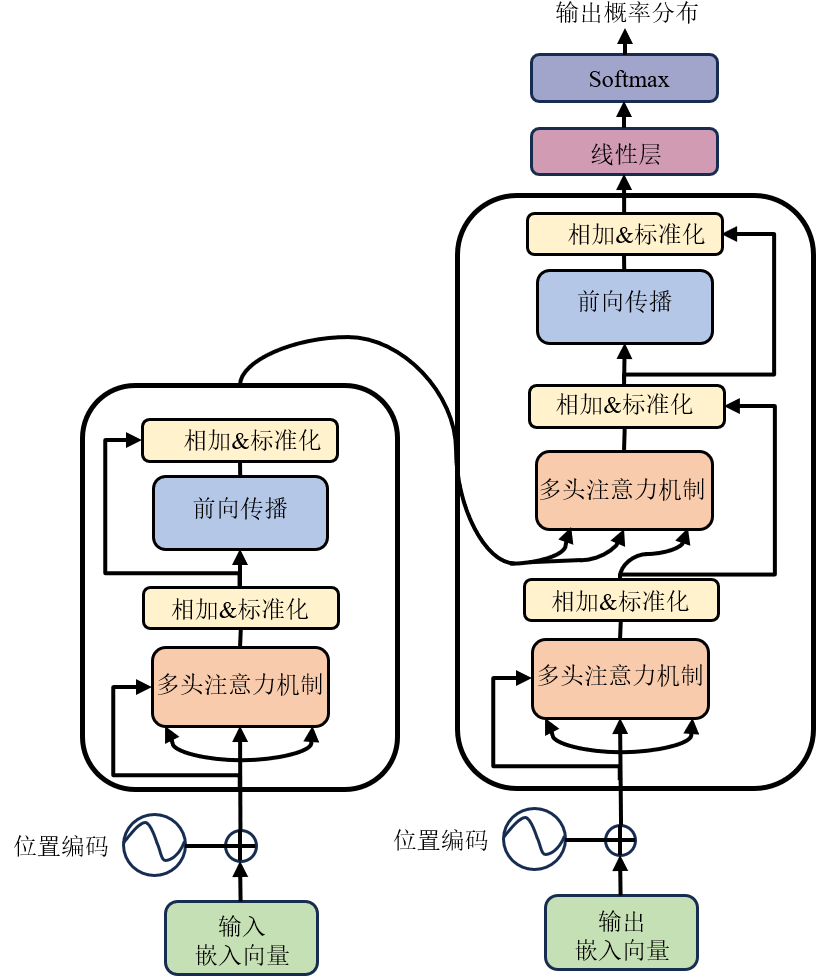 输出概率分布
Softmax
线性层
相加&标准化
前向传播
相加&标准化
多头注意力机制
相加&标准化
多头注意力机制
位置编码
输出
嵌入向量
相加&标准化
前向传播
相加&标准化
多头注意力机制
位置编码
输入
嵌入向量